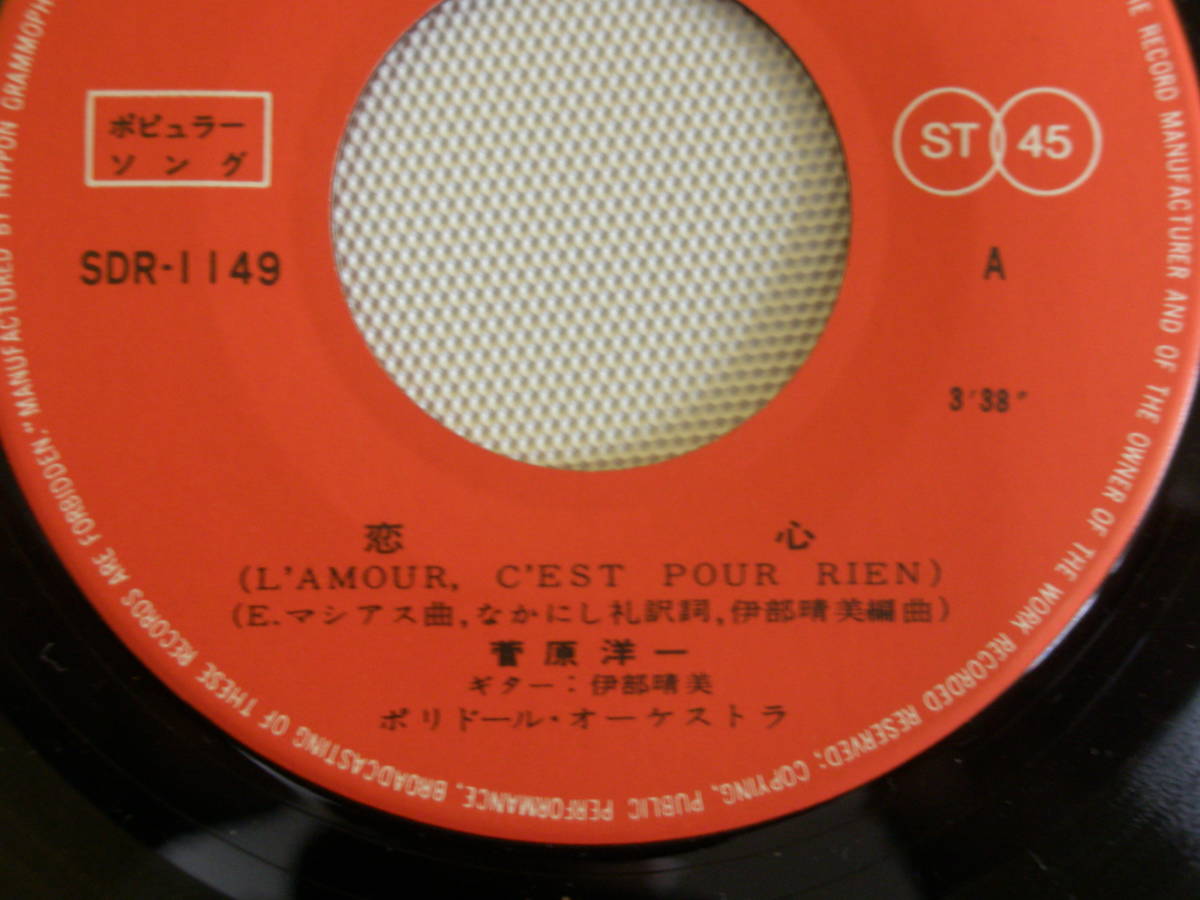 ポピュラー
ソング
ST 45
SDR-1149
A
3'38"
恋 心
(L'AMOUR, C'EST POUR RIEN)
(E.マシアス曲,なかにし礼訳詞,伊部晴美編曲)
菅原洋一
ギター:伊部晴美
ポリドール・オーケストラ
THE RECORD MANUFACTURER AND OF THE OWNER OF THE WORK RECORDED RESERVED; COPYING, PUBLIC PERFORMANCE, BROADCASTING OF THESE RECORDS ARE FORBIDDEN, "MANUFACTURED BY NIPPON GRAMMOPH